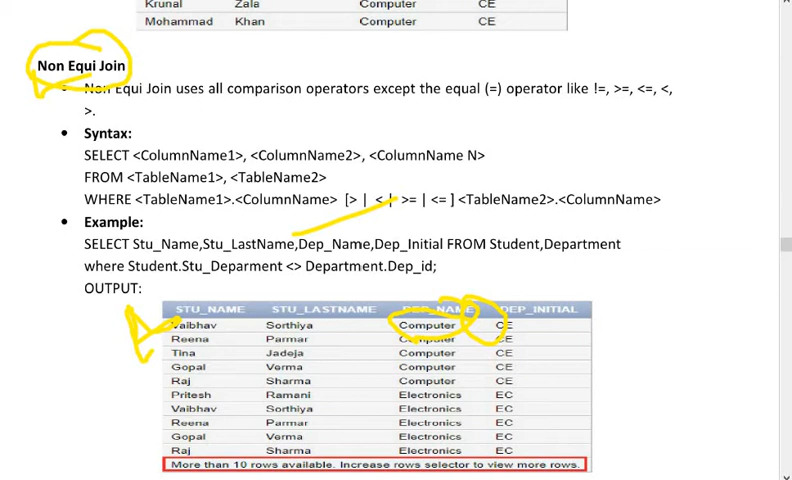 Krunal Zala Computer CE
Mohammad Khan Computer CE
Non Equi Join
Non Equi Join uses all comparison operators except the equal (=) operator like !=, >=, <=, <,
>.
• Syntax:
SELECT <ColumnName1>, <ColumnName2>, <ColumnName N>
FROM <TableName1>, <TableName2>
WHERE <TableName1>.<ColumnName> [> | < | >= | <= ] <TableName2>.<ColumnName>
• Example:
SELECT Stu_Name,Stu_LastName,Dep_Name,Dep_Initial FROM Student,Department
where Student.Stu_Deparment <> Department.Dep_id;
OUTPUT:
STU_NAME STU_LASTNAME DEP_NAME DEP_INITIAL
Vaibhav Sorthiya Computer CE
Reena Parmar Computer CE
Tina Jadeja Computer CE
Gopal Verma Computer CE
Raj Sharma Computer CE
Pritesh Ramani Electronics EC
Vaibhav Sorthiya Electronics EC
Reena Parmar Electronics EC
Gopal Verma Electronics EC
Raj Sharma Electronics EC
More than 10 rows available. Increase rows selector to view more rows.